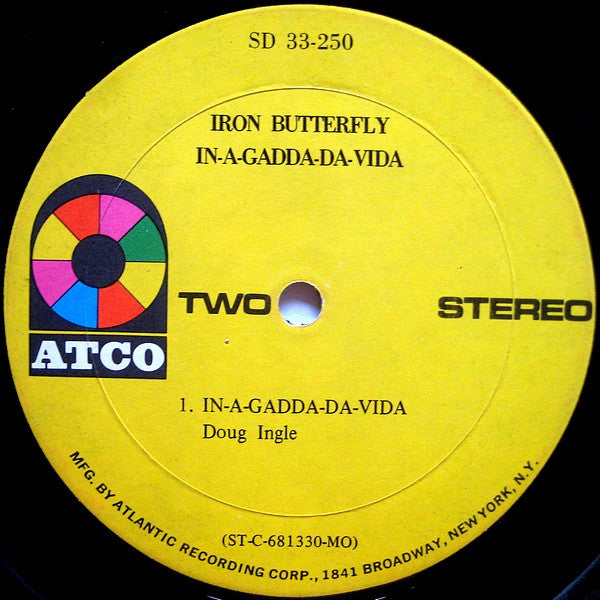 SD 33-250
IRON BUTTERFLY
IN-A-GADDA-DA-VIDA
TWO
STEREO
ATCO
1. IN-A-GADDA-DA-VIDA
Doug Ingle
(ST-C-681330-MO)
MFG. BY ATLANTIC RECORDING CORP., 1841 BROADWAY, NEW YORK, N.Y.